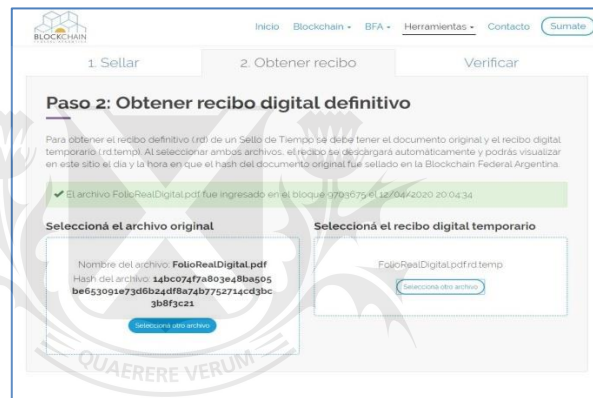 BLOCKCHAIN
FEDERAL ARGENTINA
Inicio Blockchain BFA Herramientas Contacto Sumate
1. Sellar 2. Obtener recibo Verificar
Paso 2: Obtener recibo digital definitivo
Para obtener el recibo definitivo (.rd) de un Sello de Tiempo se debe tener el documento original y el recibo digital
temporario (.rd.temp). Al seleccionar ambos archivos, el recibo se descargará automáticamente y podrás visualizar
en este sitio el día y la hora en que el hash del documento original fue sellado en la Blockchain Federal Argentina.
El archivo FolioRealDigital.pdf fue ingresado en el bloque 9703675 el 12/04/2020 20:04:34
Seleccioná el archivo original Seleccioná el recibo digital temporario
Nombre del archivo: FolioRealDigital.pdf
Hash del archivo: 14bc074f7a803e48ba505
be653091e73d6b24df8a74b7752714cd3bc
3b8f3c21
Selecciona otro archivo
FolioRealDigital.pdf.rd.temp
Selecciona otro archivo
QUAERERE VERUM